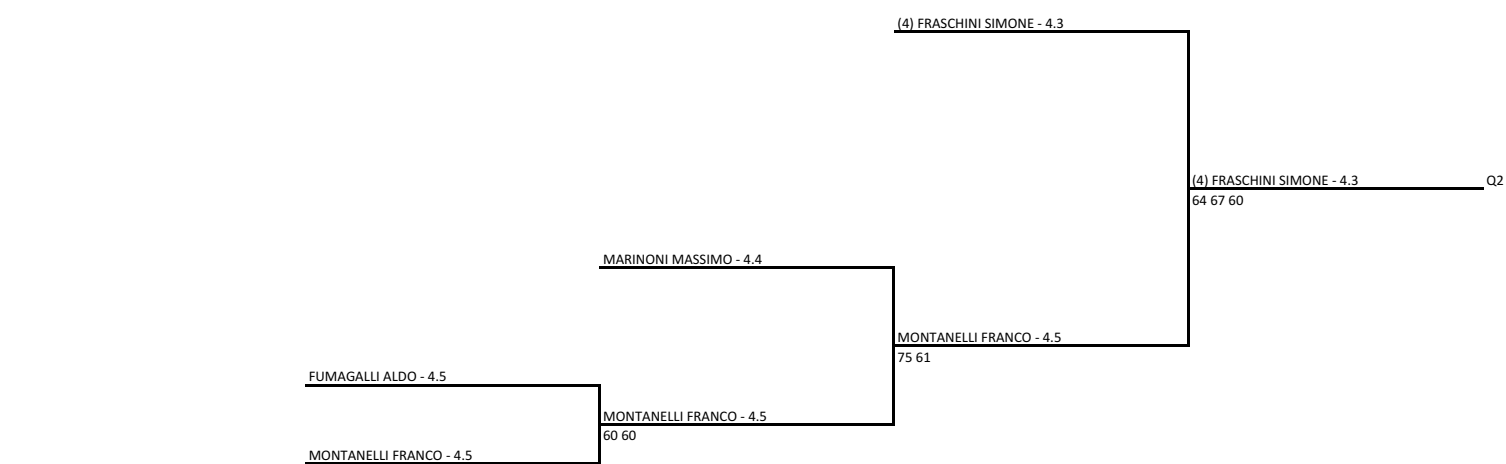 (4) FRASCHINI SIMONE - 4.3
(4) FRASCHINI SIMONE - 4.3
Q2
64 67 60
MARINONI MASSIMO - 4.4
MONTANELLI FRANCO - 4.5
75 61
FUMAGALLI ALDO - 4.5
MONTANELLI FRANCO - 4.5
60 60
MONTANELLI FRANCO - 4.5